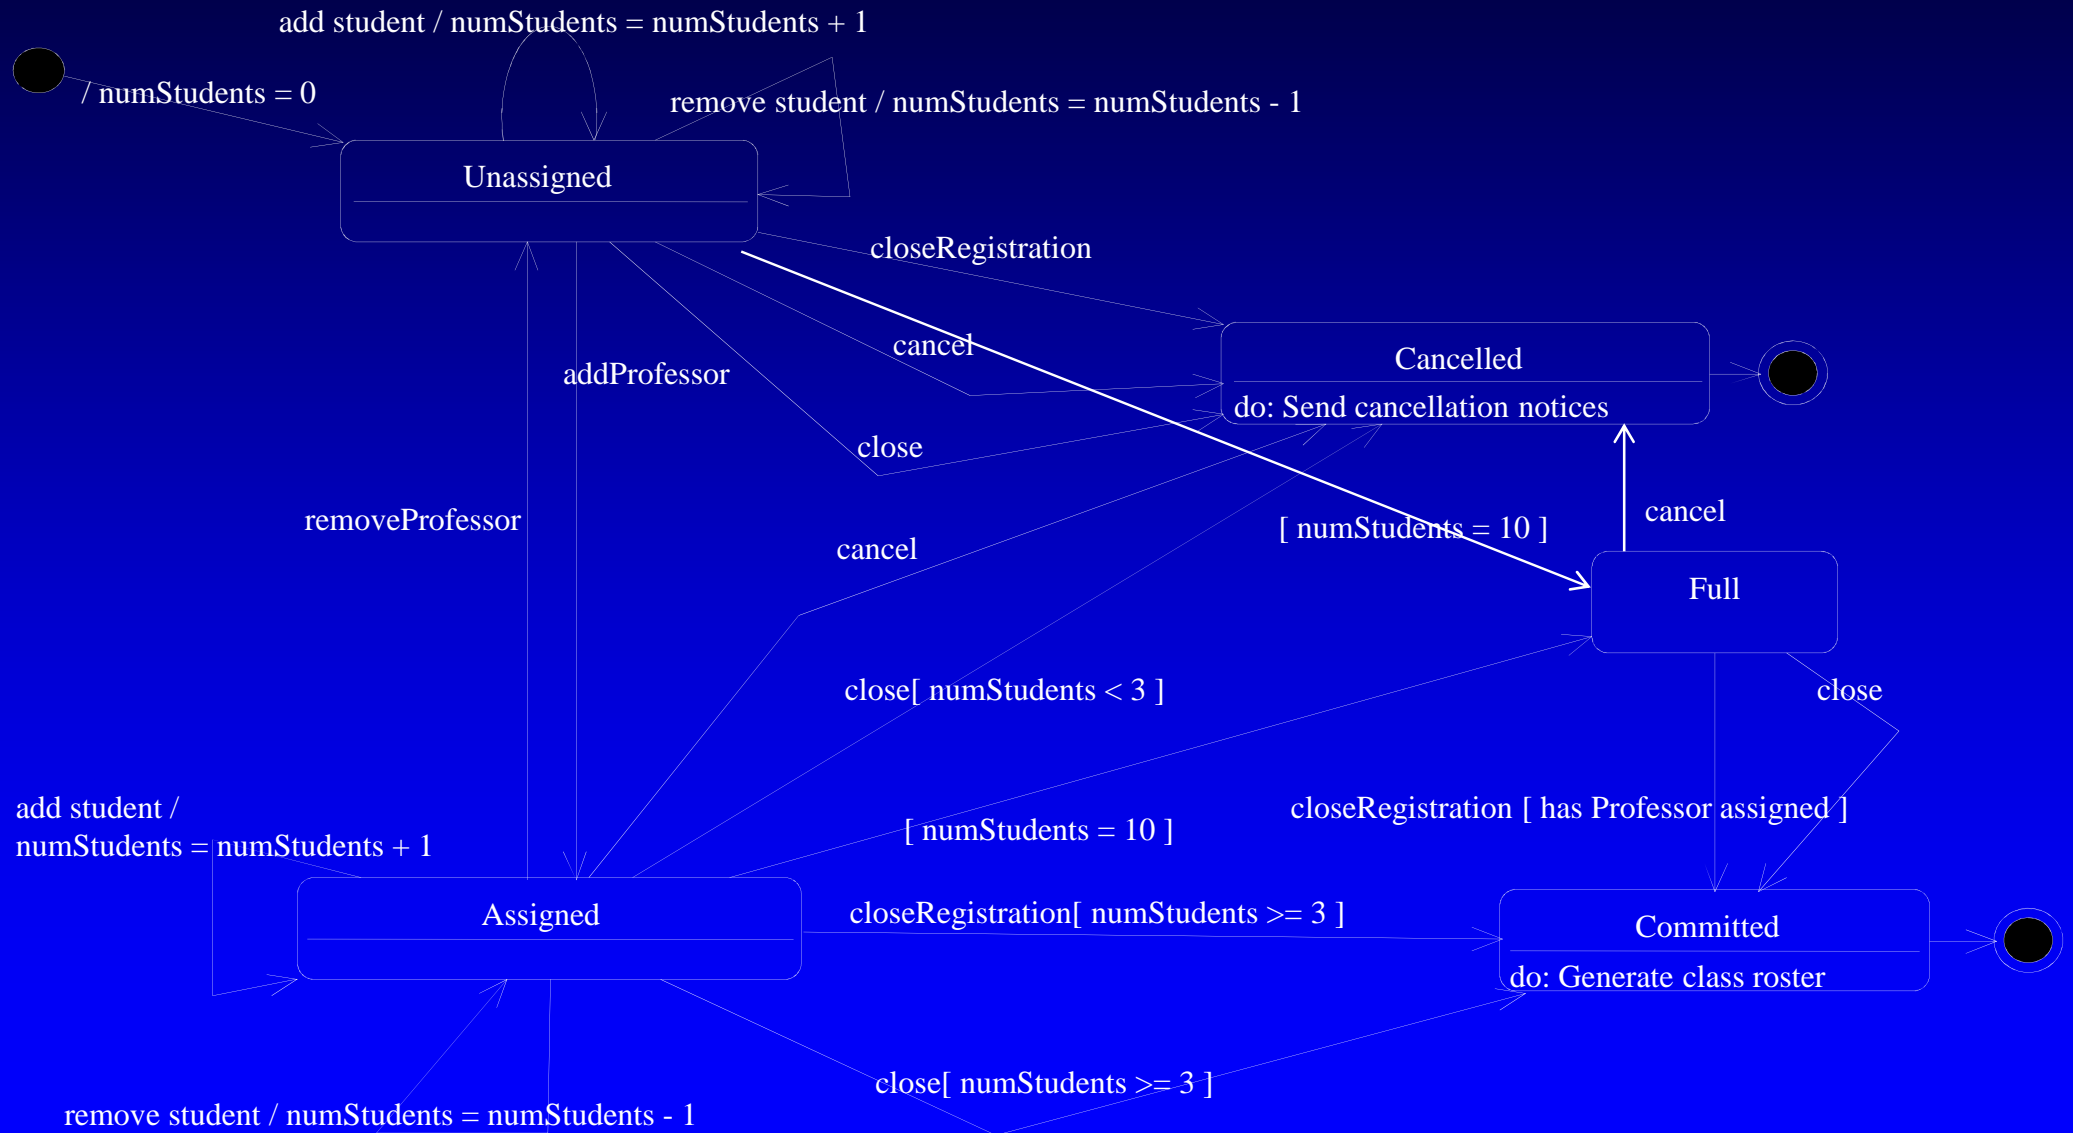 add student / numStudents = numStudents + 1
/ numStudents = 0
remove student / numStudents = numStudents - 1
Unassigned
closeRegistration
cancel
Cancelled
addProfessor
do: Send cancellation notices
close
removeProfessor
cancel
[ numStudents = 10 ]
cancel
Full
close[ numStudents < 3 ]
close
add student /
numStudents = numStudents + 1
[ numStudents = 10 ]
closeRegistration [ has Professor assigned ]
Assigned
closeRegistration[ numStudents >= 3 ]
Committed
do: Generate class roster
close[ numStudents >= 3 ]
remove student / numStudents = numStudents - 1